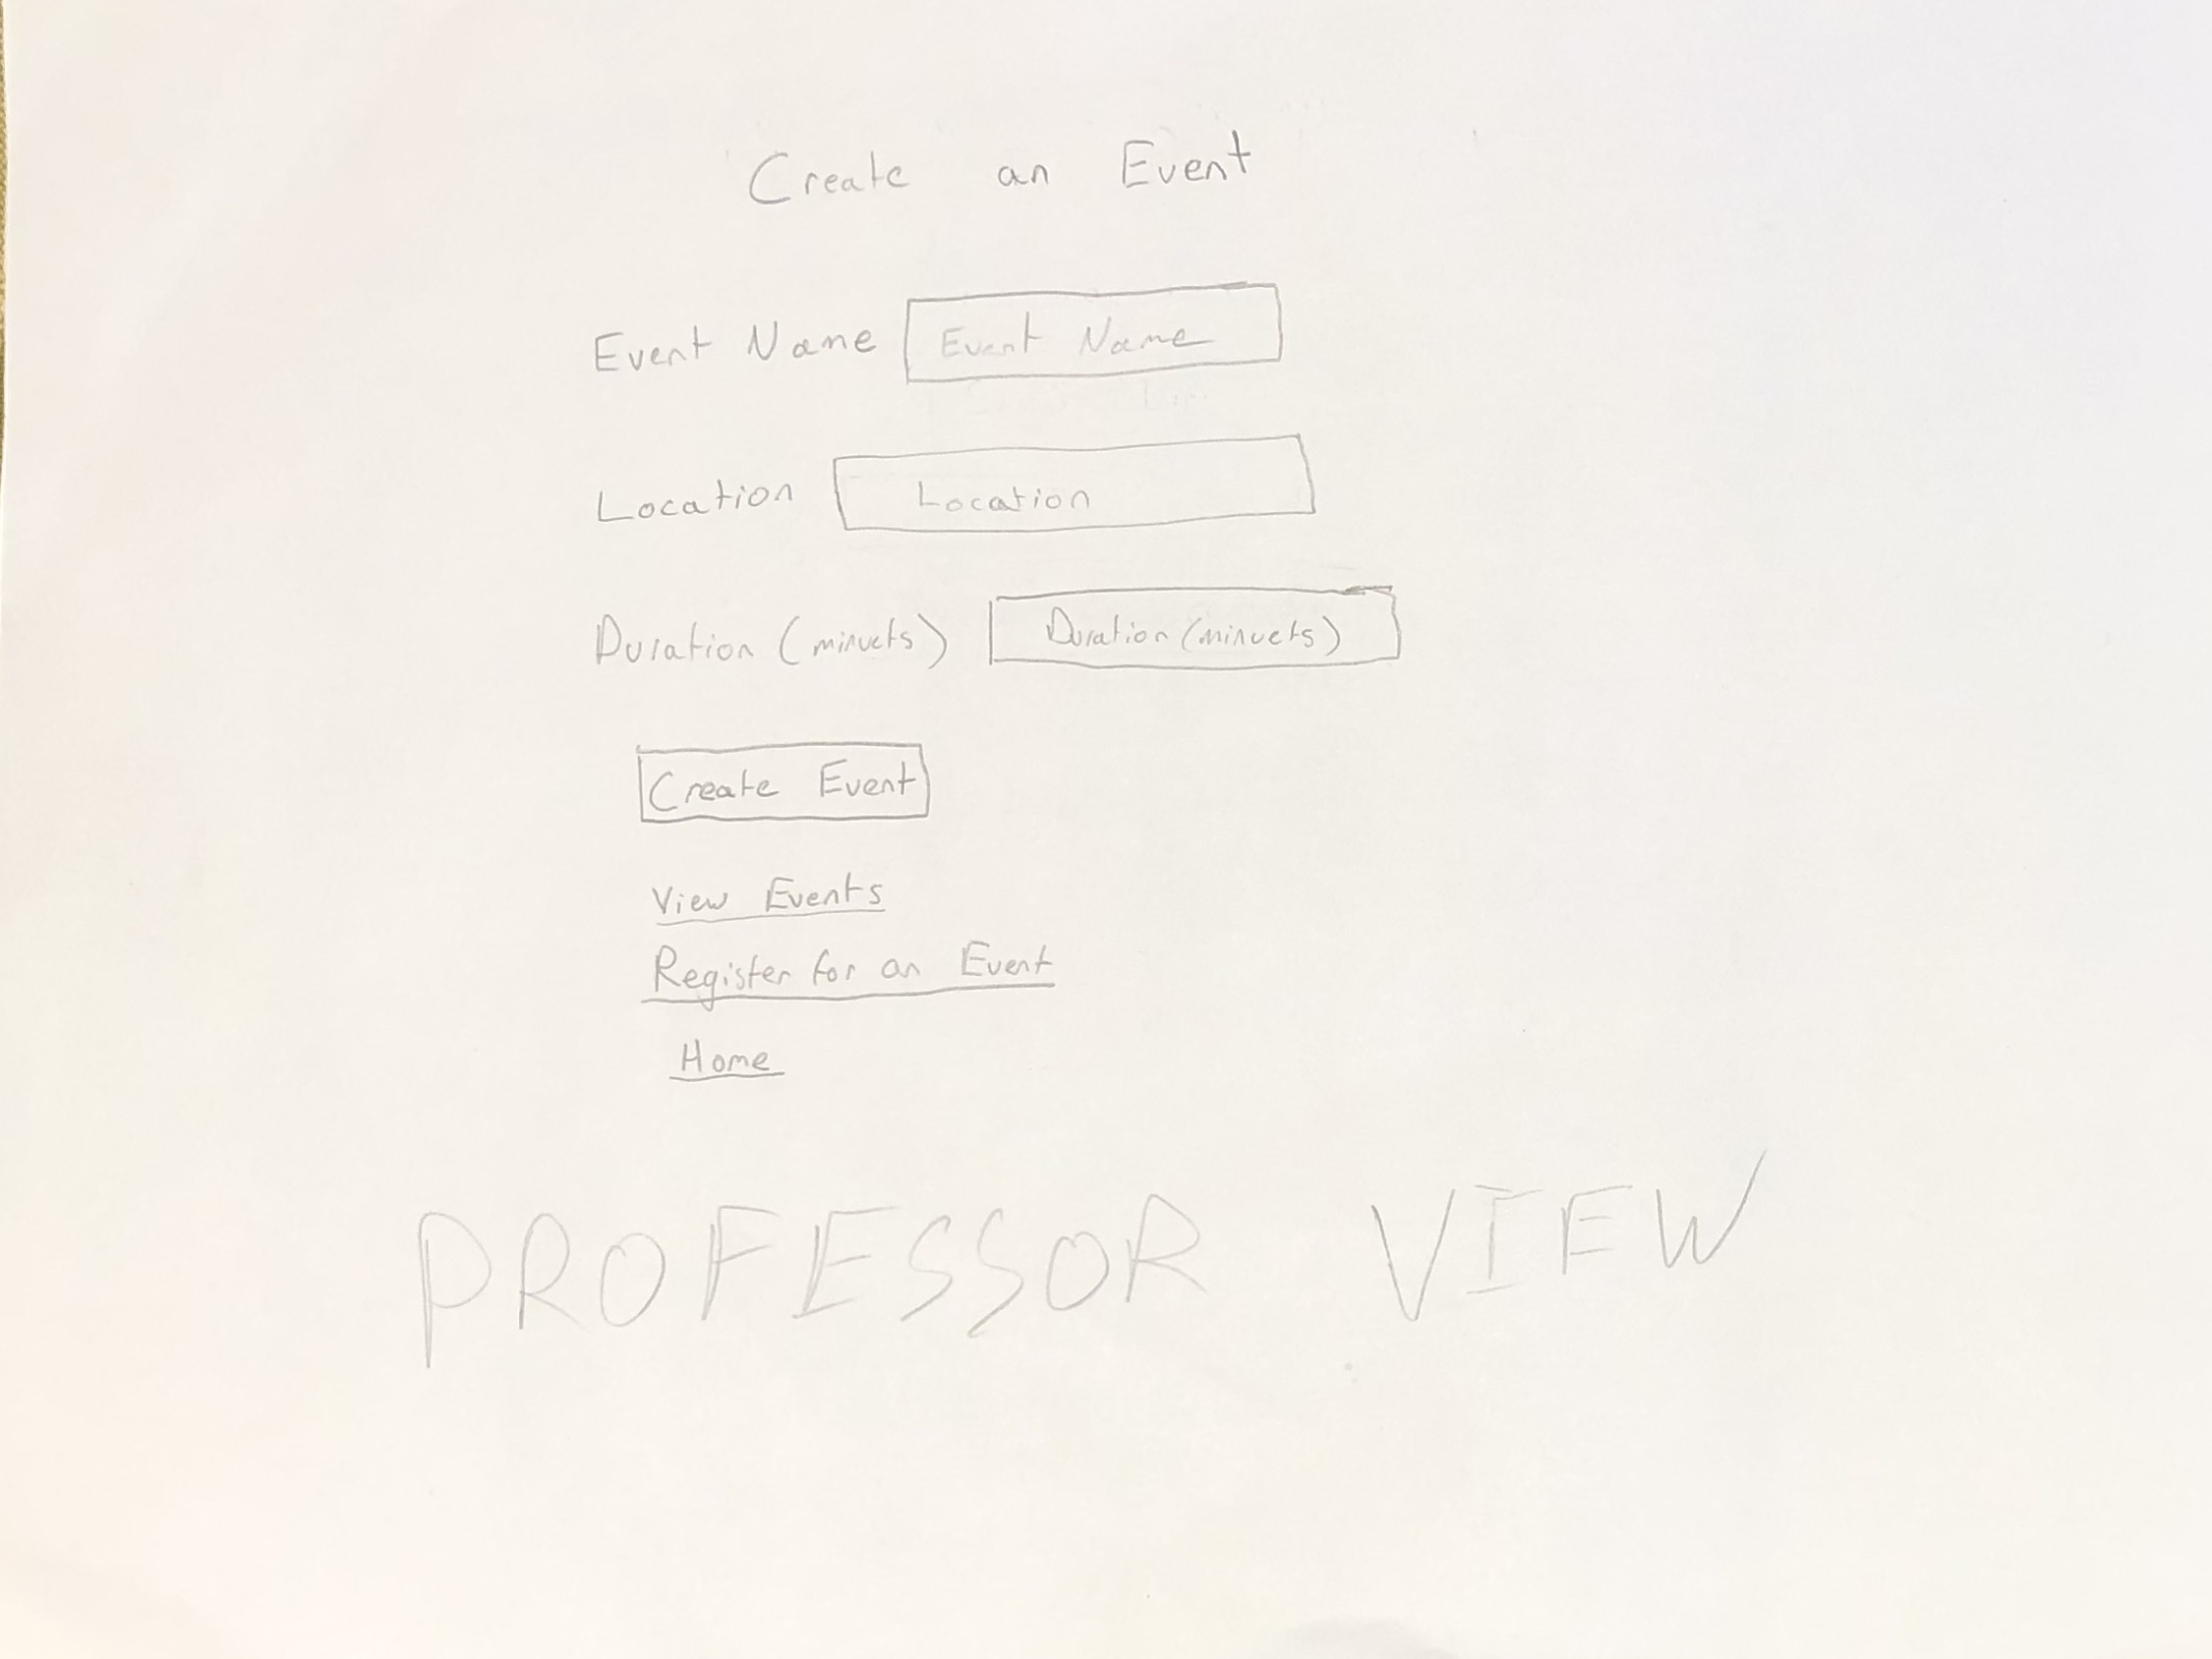 Create an Event
Event Name Event Name
Location Location
Duration (minuets) Duration (minuets)
Create Event
View Events
Register for an Event
Home
PROFESSOR VIEW